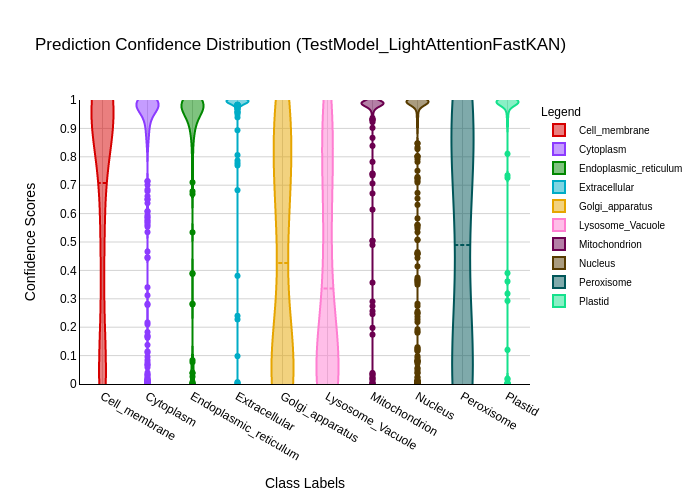 Prediction Confidence Distribution (TestModel_LightAttentionFastKAN)
Confidence Scores
1
0.9
0.8
0.7
0.6
0.5
0.4
0.3
0.2
0.1
0
Cell_membrane
Cytoplasm
Endoplasmic_reticulum
Extracellular
Golgi_apparatus
Lysosome_Vacuole
Mitochondrion
Nucleus
Peroxisome
Plastid
Class Labels
Legend
Cell_membrane
Cytoplasm
Endoplasmic_reticulum
Extracellular
Golgi_apparatus
Lysosome_Vacuole
Mitochondrion
Nucleus
Peroxisome
Plastid